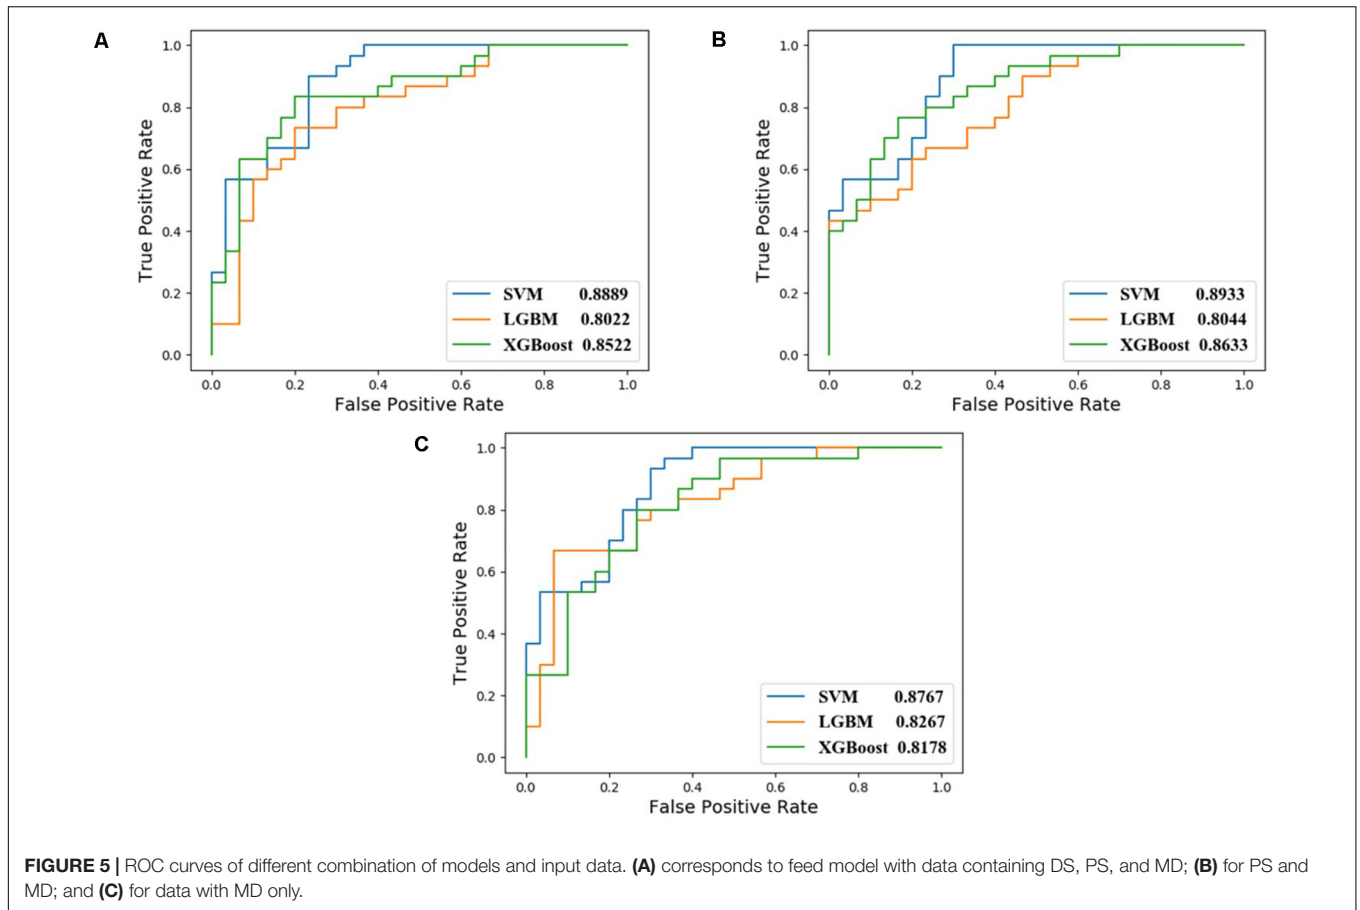 A
1.0
0.8
0.6
0.4
0.2
0.0
True Positive Rate
SVM 0.8889
LGBM 0.8022
XGBoost 0.8522
0.0 0.2 0.4 0.6 0.8 1.0
False Positive Rate
B
1.0
0.8
0.6
0.4
0.2
0.0
True Positive Rate
SVM 0.8933
LGBM 0.8044
XGBoost 0.8633
0.0 0.2 0.4 0.6 0.8 1.0
False Positive Rate
C
1.0
0.8
0.6
0.4
0.2
0.0
True Positive Rate
SVM 0.8767
LGBM 0.8267
XGBoost 0.8178
0.0 0.2 0.4 0.6 0.8 1.0
False Positive Rate
FIGURE 5 | ROC curves of different combination of models and input data. (A) corresponds to feed model with data containing DS, PS, and MD; (B) for PS and
MD; and (C) for data with MD only.